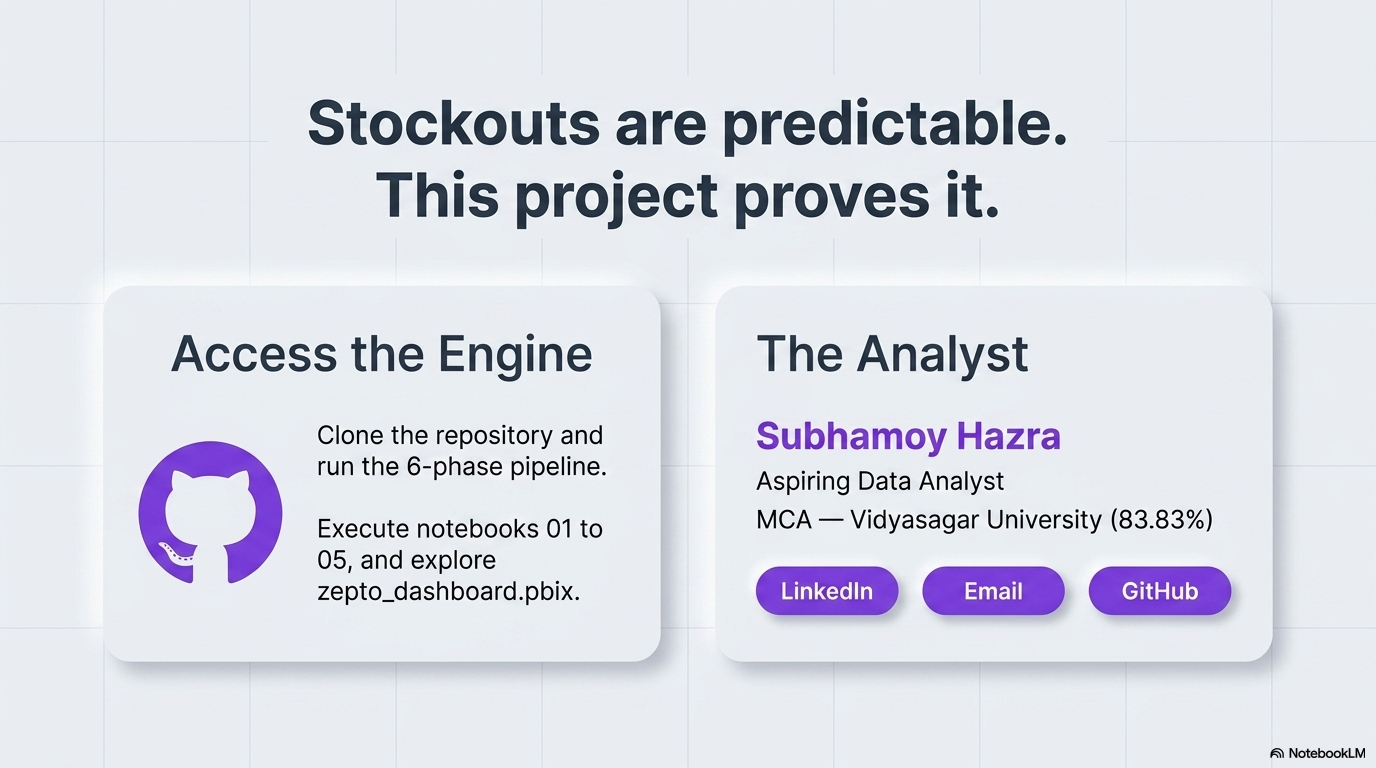 Stockouts are predictable.
This project proves it.
Access the Engine
Clone the repository and
run the 6-phase pipeline.
Execute notebooks 01 to
05, and explore
zepto_dashboard.pbix.
The Analyst
Subhamoy Hazra
Aspiring Data Analyst
MCA — Vidyasagar University (83.83%)
LinkedIn
Email
GitHub
NotebookLM